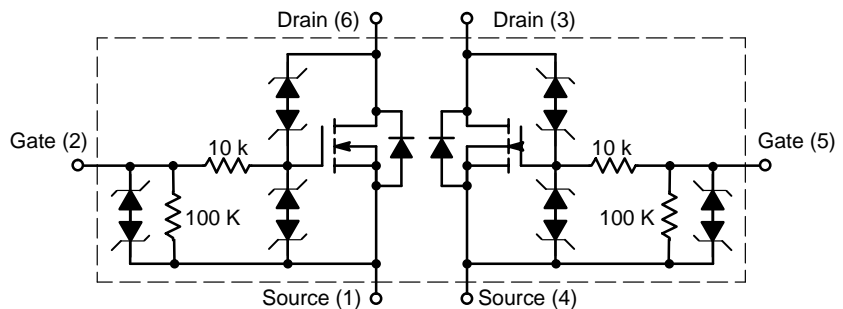 Drain (6) Drain (3)
Gate (2) 10 k 10 k Gate (5)
100 K 100 K
Source (1) Source (4)